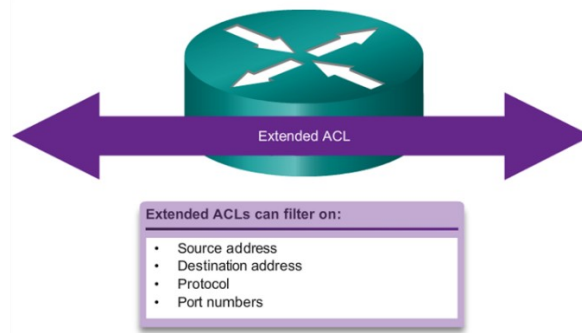 Extended ACL
Extended ACLs can filter on:
• Source address
• Destination address
• Protocol
• Port numbers